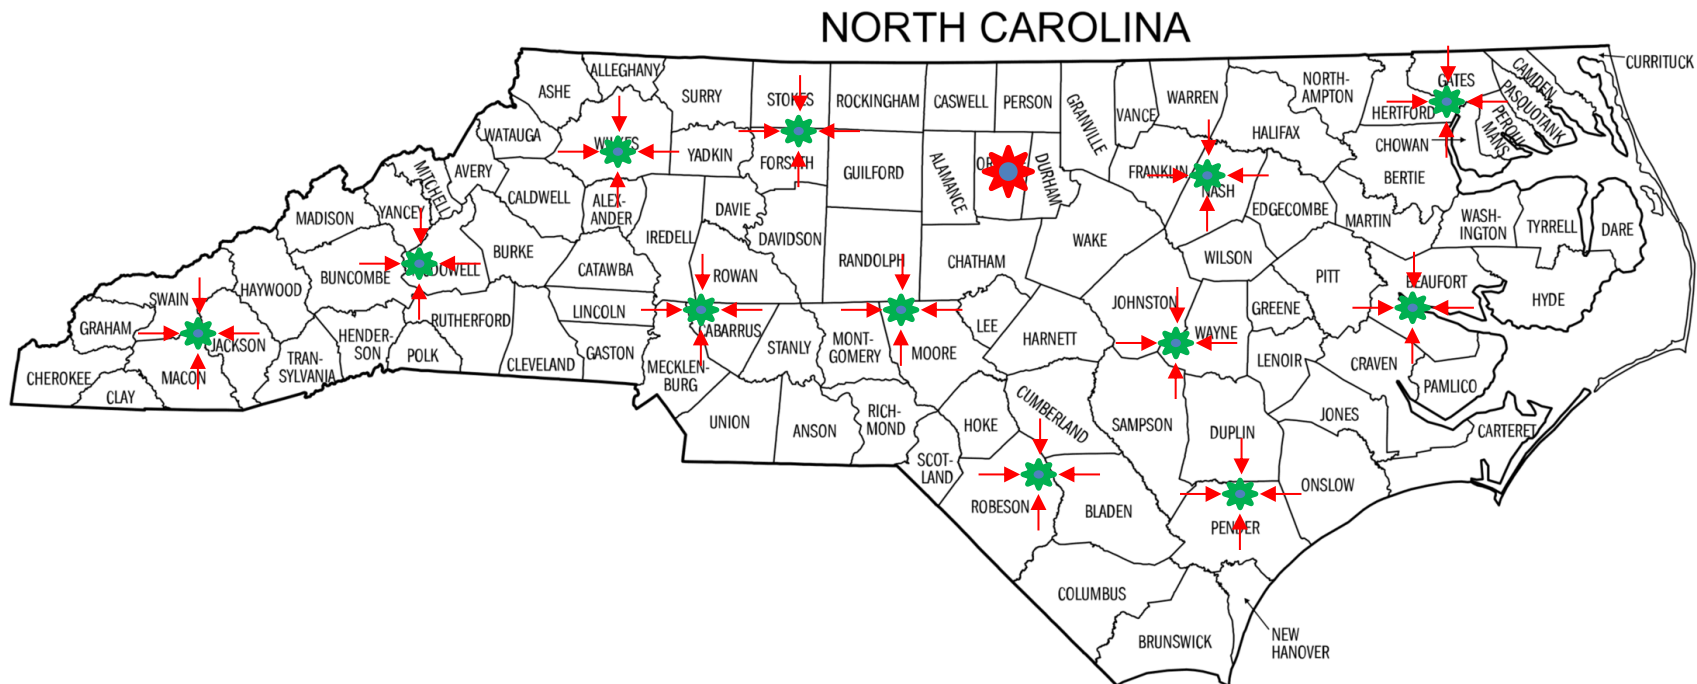 NORTH CAROLINA
CURRITUCK
ALLEGHANY
ASHE
SURRY
STOKES
ROCKINGHAM
CASWELL
PERSON
GRANVILLE
VANCE
WARREN
NORTH-
AMPTON
GATES
HERTFORD
CAMDEN
PASQUOTANK
PERQUI-
MANS
CHOWAN
WATAUGA
WILKES
YADKIN
FORSYTH
GUILFORD
ALAMANCE
DURHAM
FRANKLIN
NASH
HALIFAX
BERTIE
MITCHELL
AVERY
CALDWELL
ALEX-
ANDER
DAVIE
IREDELL
DAVIDSON
RANDOLPH
CHATHAM
WAKE
EDGECOMBE
MARTIN
WASH-
INGTON
TYRRELL
DARE
MADISON
YANCEY
BUNCOMBE
BURKE
CATAWBA
ROWAN
WILSON
PITT
BEAUFORT
HYDE
SWAIN
HAYWOOD
GRAHAM
JACKSON
RUTHERFORD
LINCOLN
CABARRUS
STANLY
MONT-
GOMERY
MOORE
LEE
HARNETT
JOHNSTON
WAYNE
GREENE
LENOIR
CRAVEN
PAMLICO
CHEROKEE
CLAY
MACON
TRAN-
SYLVANIA
HENDER-
SON
POLK
CLEVELAND
GASTON
MECKLEN-
BURG
UNION
ANSON
RICH-
MOND
SCOT-
LAND
HOKE
CUMBERLAND
SAMPSON
DUPLIN
JONES
CARTERET
ONSLOW
ROBESON
BLADEN
PENDER
COLUMBUS
BRUNSWICK
NEW
HANOVER